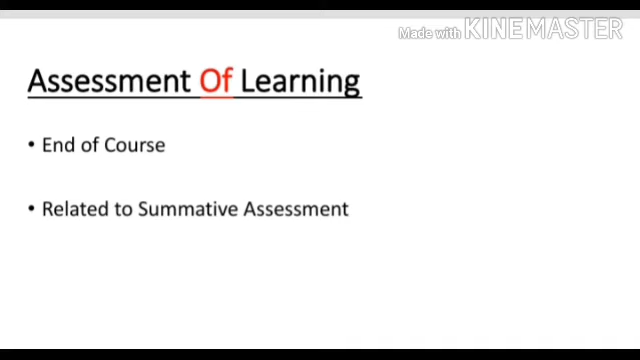 Made with KINEMASTER
Assessment Of Learning
• End of Course
• Related to Summative Assessment